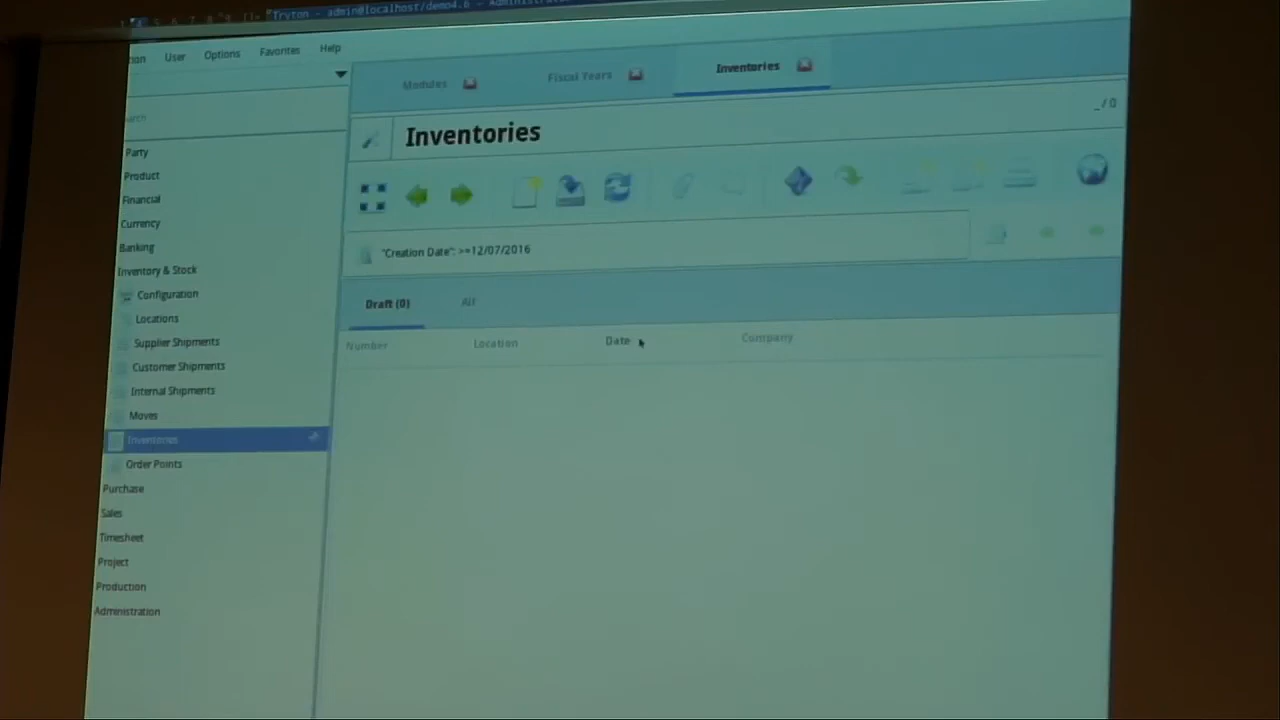 Tryton - admin@localhost/demo4.6 -
User Options Favorites Help
Modules Fiscal Years Inventories
_/0
Inventories
"Creation Date": >=12/07/2016
Draft (0) All
Number Location Date Company
Party
Product
Financial
Currency
Banking
Inventory & Stock
Configuration
Locations
Supplier Shipments
Customer Shipments
Internal Shipments
Moves
Inventories
Order Points
Purchase
Sales
Timesheet
Project
Production
Administration